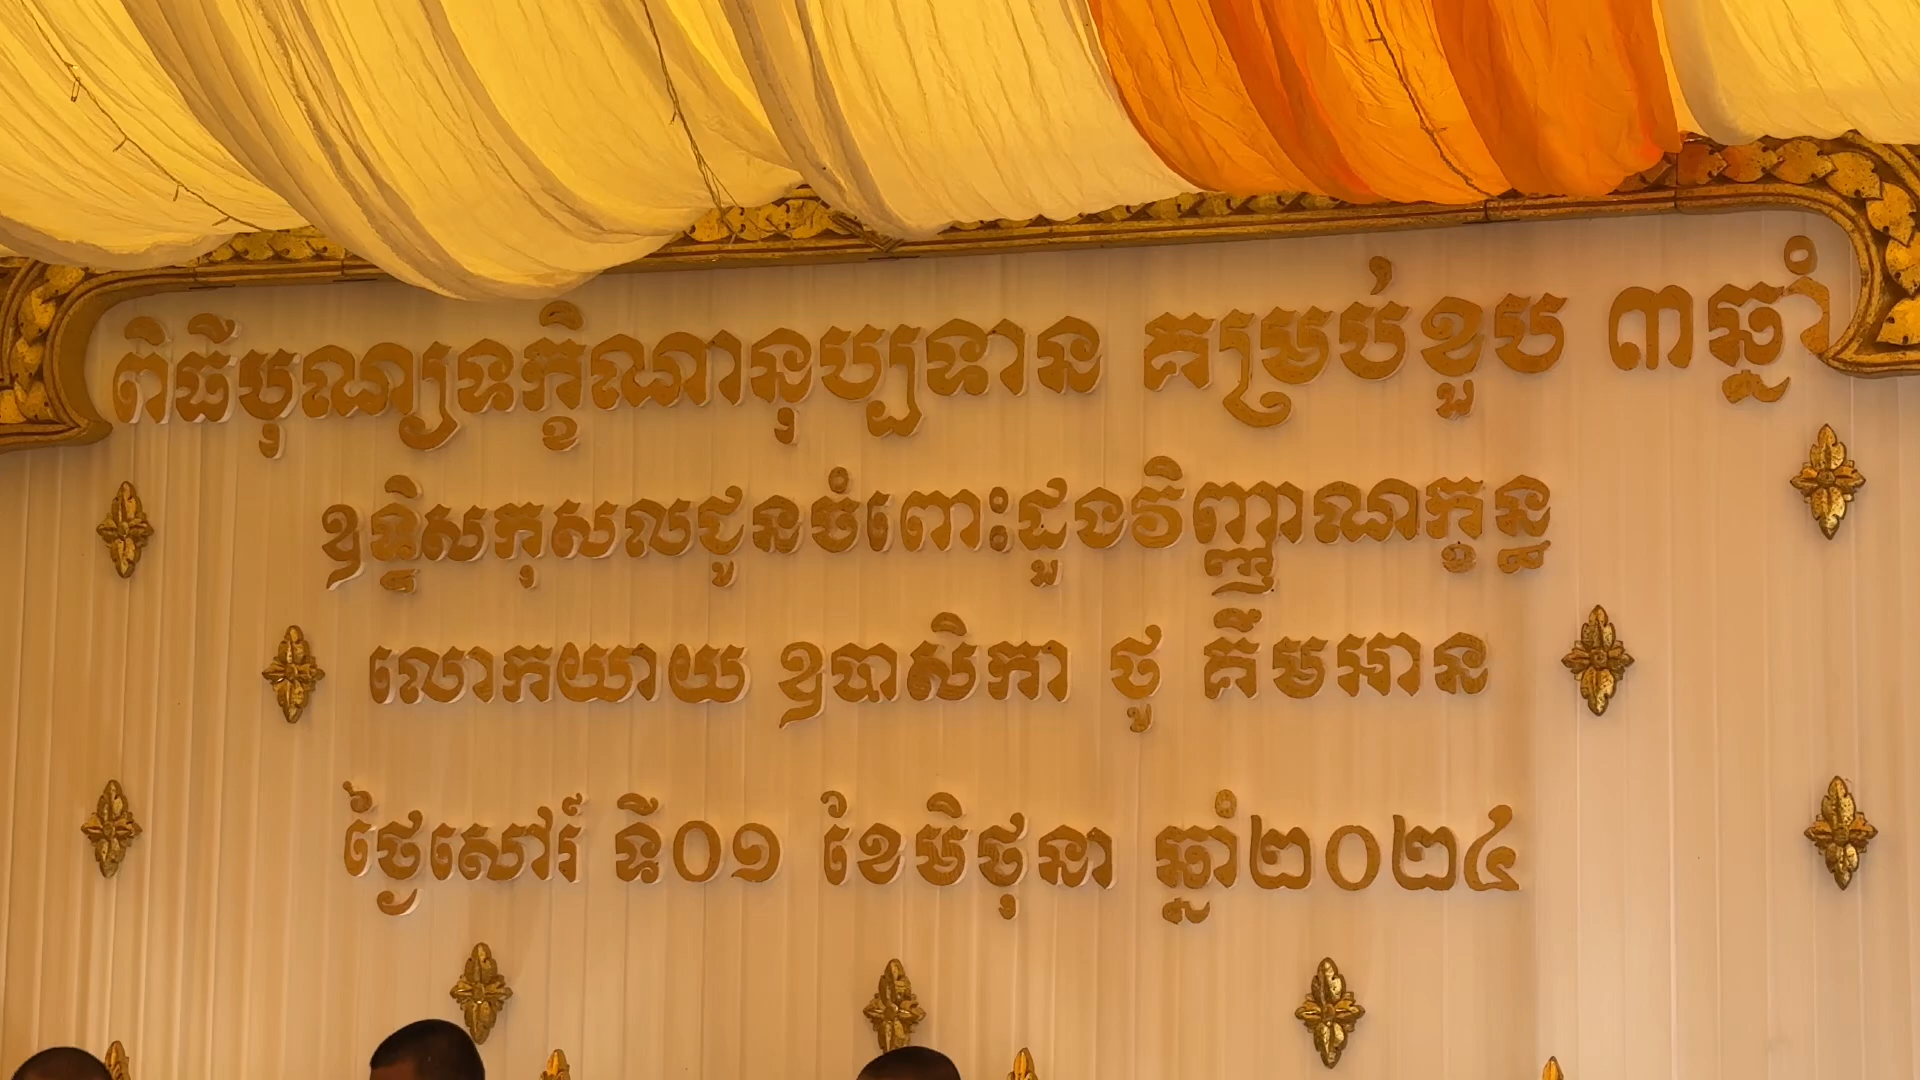 ពិធីបុណ្យទក្ខិណានុប្បទាន គម្រប់ខួប ៣ឆ្នាំ
ឧទ្ទិសកុសលជូនចំពោះដួងវិញ្ញាណក្ខន្ធ
លោកយាយ ឧបាសិកា ថូ គឹមអាន
ថ្ងៃសៅរ៍ ទី០១ ខែមិថុនា ឆ្នាំ២០២៤